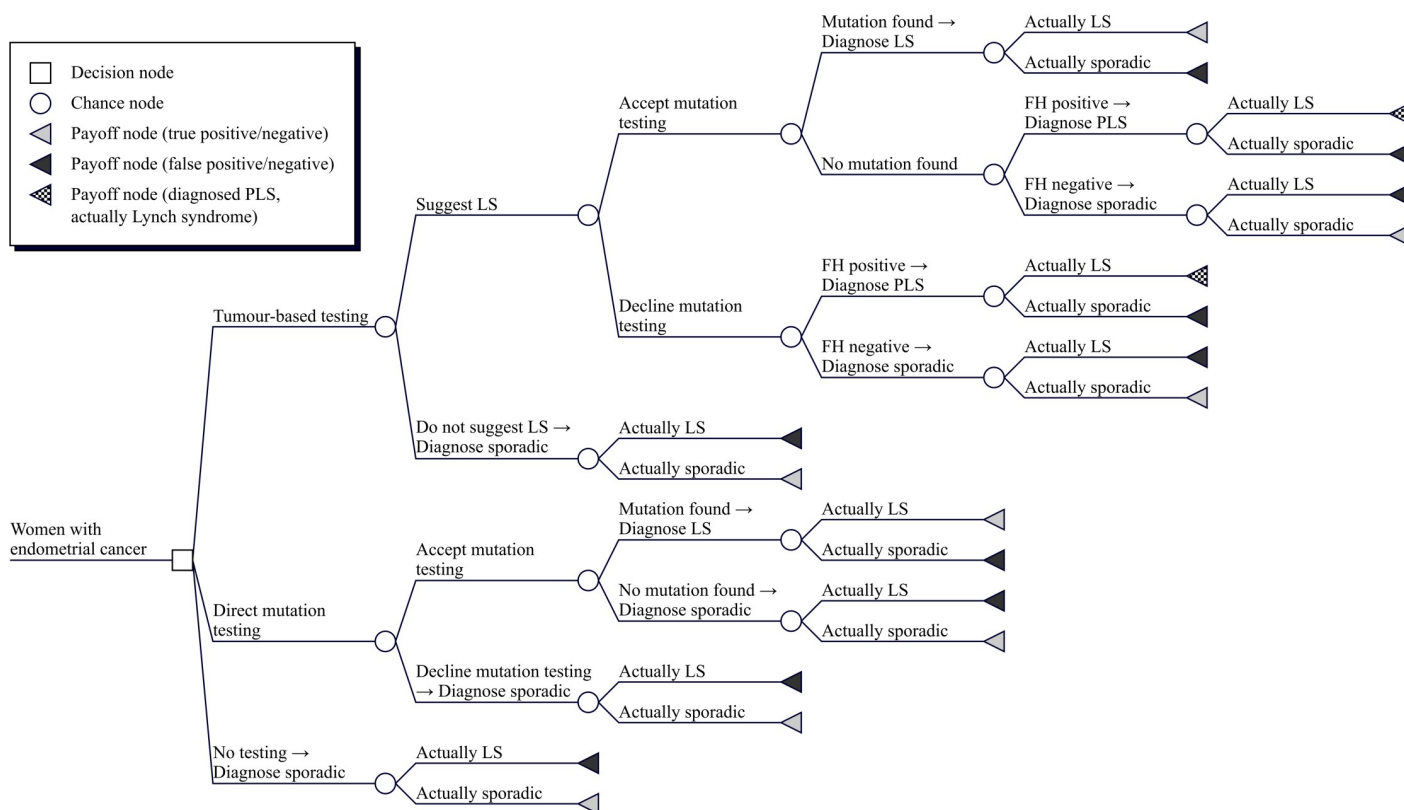 Decision node
Chance node
Payoff node (true positive/negative)
Payoff node (false positive/negative)
Payoff node (diagnosed PLS,
actually Lynch syndrome)
Women with
endometrial cancer
Tumour-based testing
Suggest LS
Accept mutation
testing
Mutation found →
Diagnose LS
Actually LS
Actually sporadic
No mutation found
FH positive →
Diagnose PLS
Actually LS
Actually sporadic
FH negative →
Diagnose sporadic
Actually LS
Actually sporadic
Decline mutation
testing
FH positive →
Diagnose PLS
Actually LS
Actually sporadic
FH negative →
Diagnose sporadic
Actually LS
Actually sporadic
Do not suggest LS →
Diagnose sporadic
Actually LS
Actually sporadic
Direct mutation
testing
Accept mutation
testing
Mutation found →
Diagnose LS
Actually LS
Actually sporadic
No mutation found →
Diagnose sporadic
Actually LS
Actually sporadic
Decline mutation testing
→ Diagnose sporadic
Actually LS
Actually sporadic
No testing →
Diagnose sporadic
Actually LS
Actually sporadic